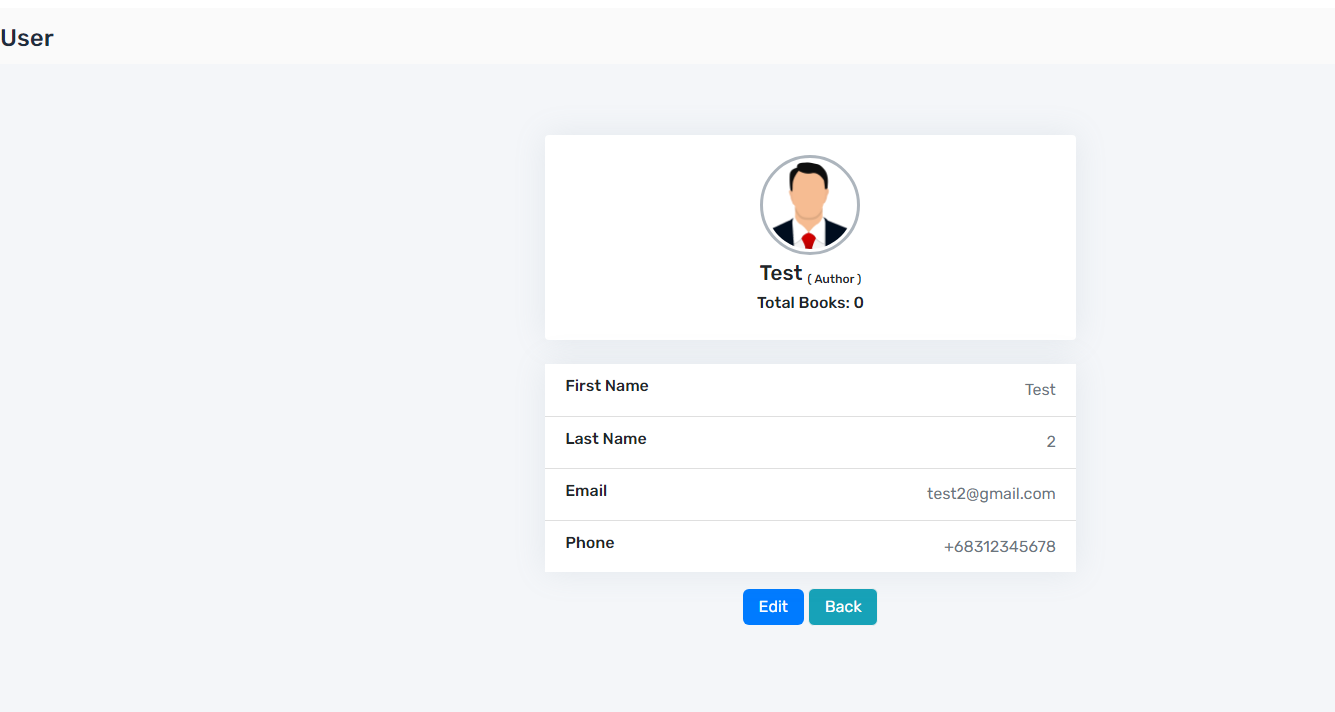 User
Test ( Author )
Total Books: 0
First Name Test
Last Name 2
Email test2@gmail.com
Phone +68312345678
Edit Back